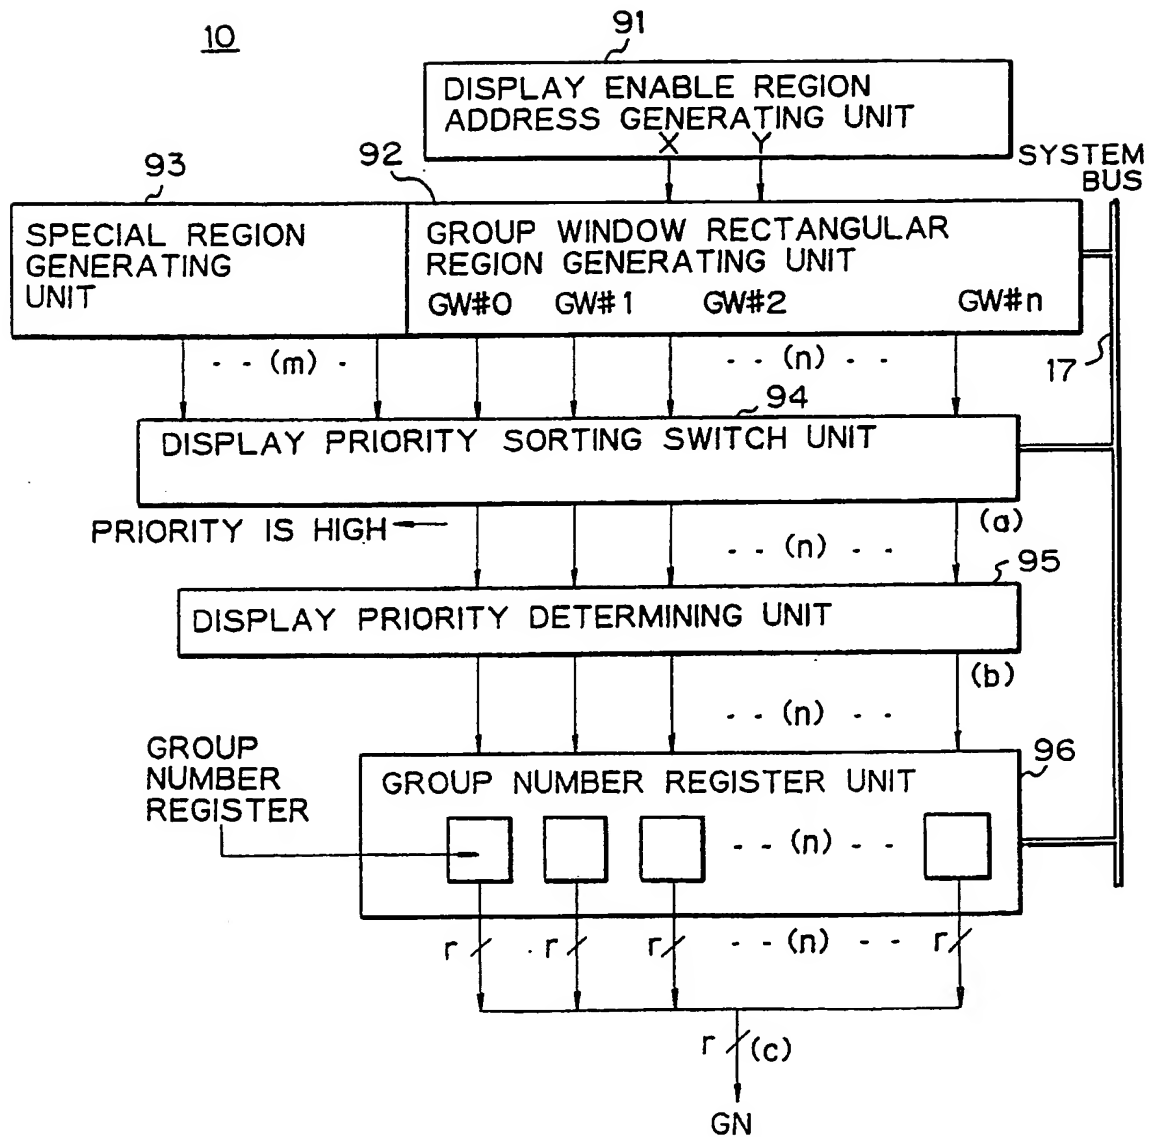 10
91
DISPLAY ENABLE REGION
ADDRESS GENERATING UNIT
X Y
SYSTEM
BUS
93
92
SPECIAL REGION
GENERATING
UNIT
GROUP WINDOW RECTANGULAR
REGION GENERATING UNIT
GW#0 GW#1 GW#2 GW#n
- - (m) -
- - (n) - -
17
94
DISPLAY PRIORITY SORTING SWITCH UNIT
PRIORITY IS HIGH
- - (n) - -
(a)
95
DISPLAY PRIORITY DETERMINING UNIT
(b)
- - (n) - -
GROUP
NUMBER
REGISTER
96
GROUP NUMBER REGISTER UNIT
- - (n) - -
r r r - - (n) - - r
r (c)
GN